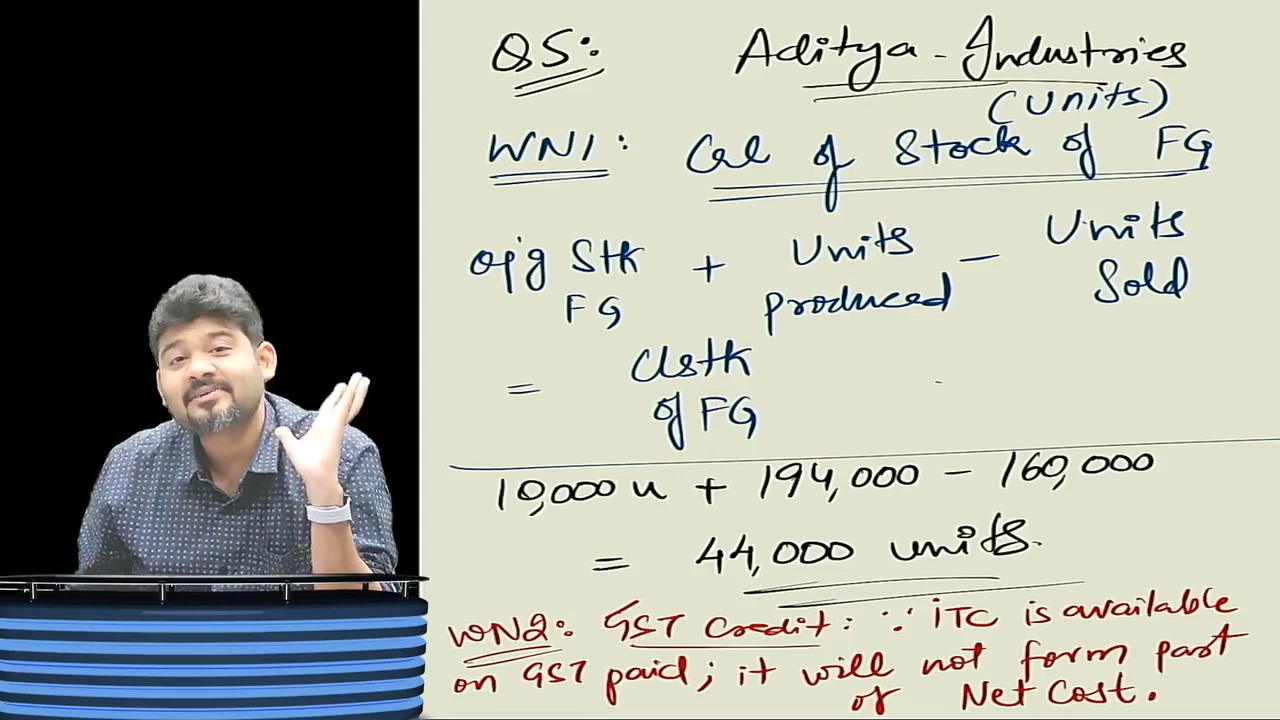 Q5: Aditya - Industries
(Units)
WN1: Cal of Stock of FG
op'g Stk FG + Units produced - Units Sold
= Clstk of FG
10,000 u + 194,000 - 160,000
= 44,000 units.
WN2: GST Credit: ∵ ITC is available
on GST paid; it will not form part
of Net Cost.